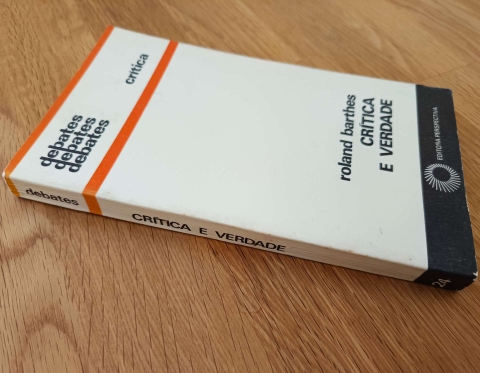 debates
debates
debates
crítica
roland barthes
CRÍTICA
E VERDADE
EDITORA PERSPECTIVA
debates
CRÍTICA E VERDADE
24